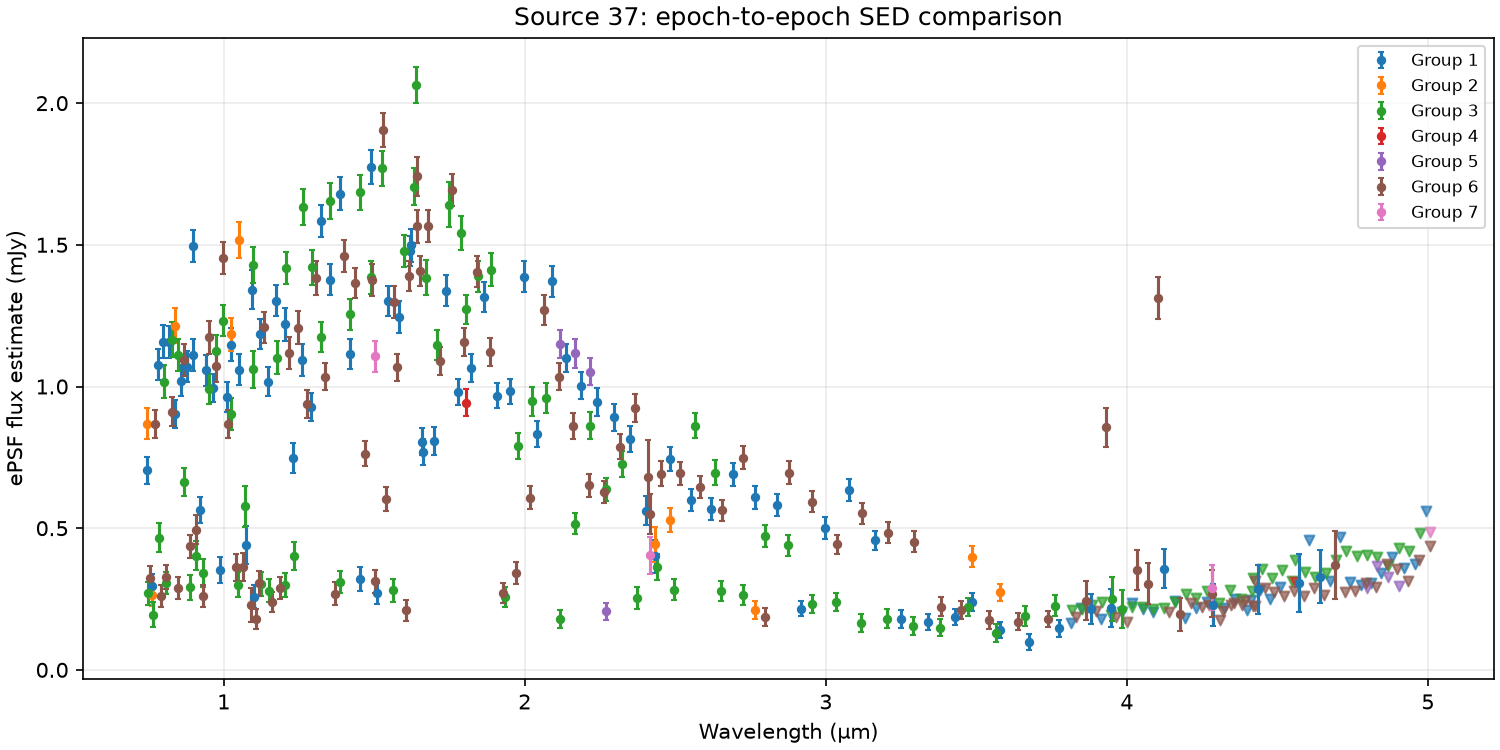 Source 37: epoch-to-epoch SED comparison
ePSF flux estimate (mJy)
2.0
1.5
1.0
0.5
0.0
Group 1
Group 2
Group 3
Group 4
Group 5
Group 6
Group 7
1 2 3 4 5
Wavelength (μm)